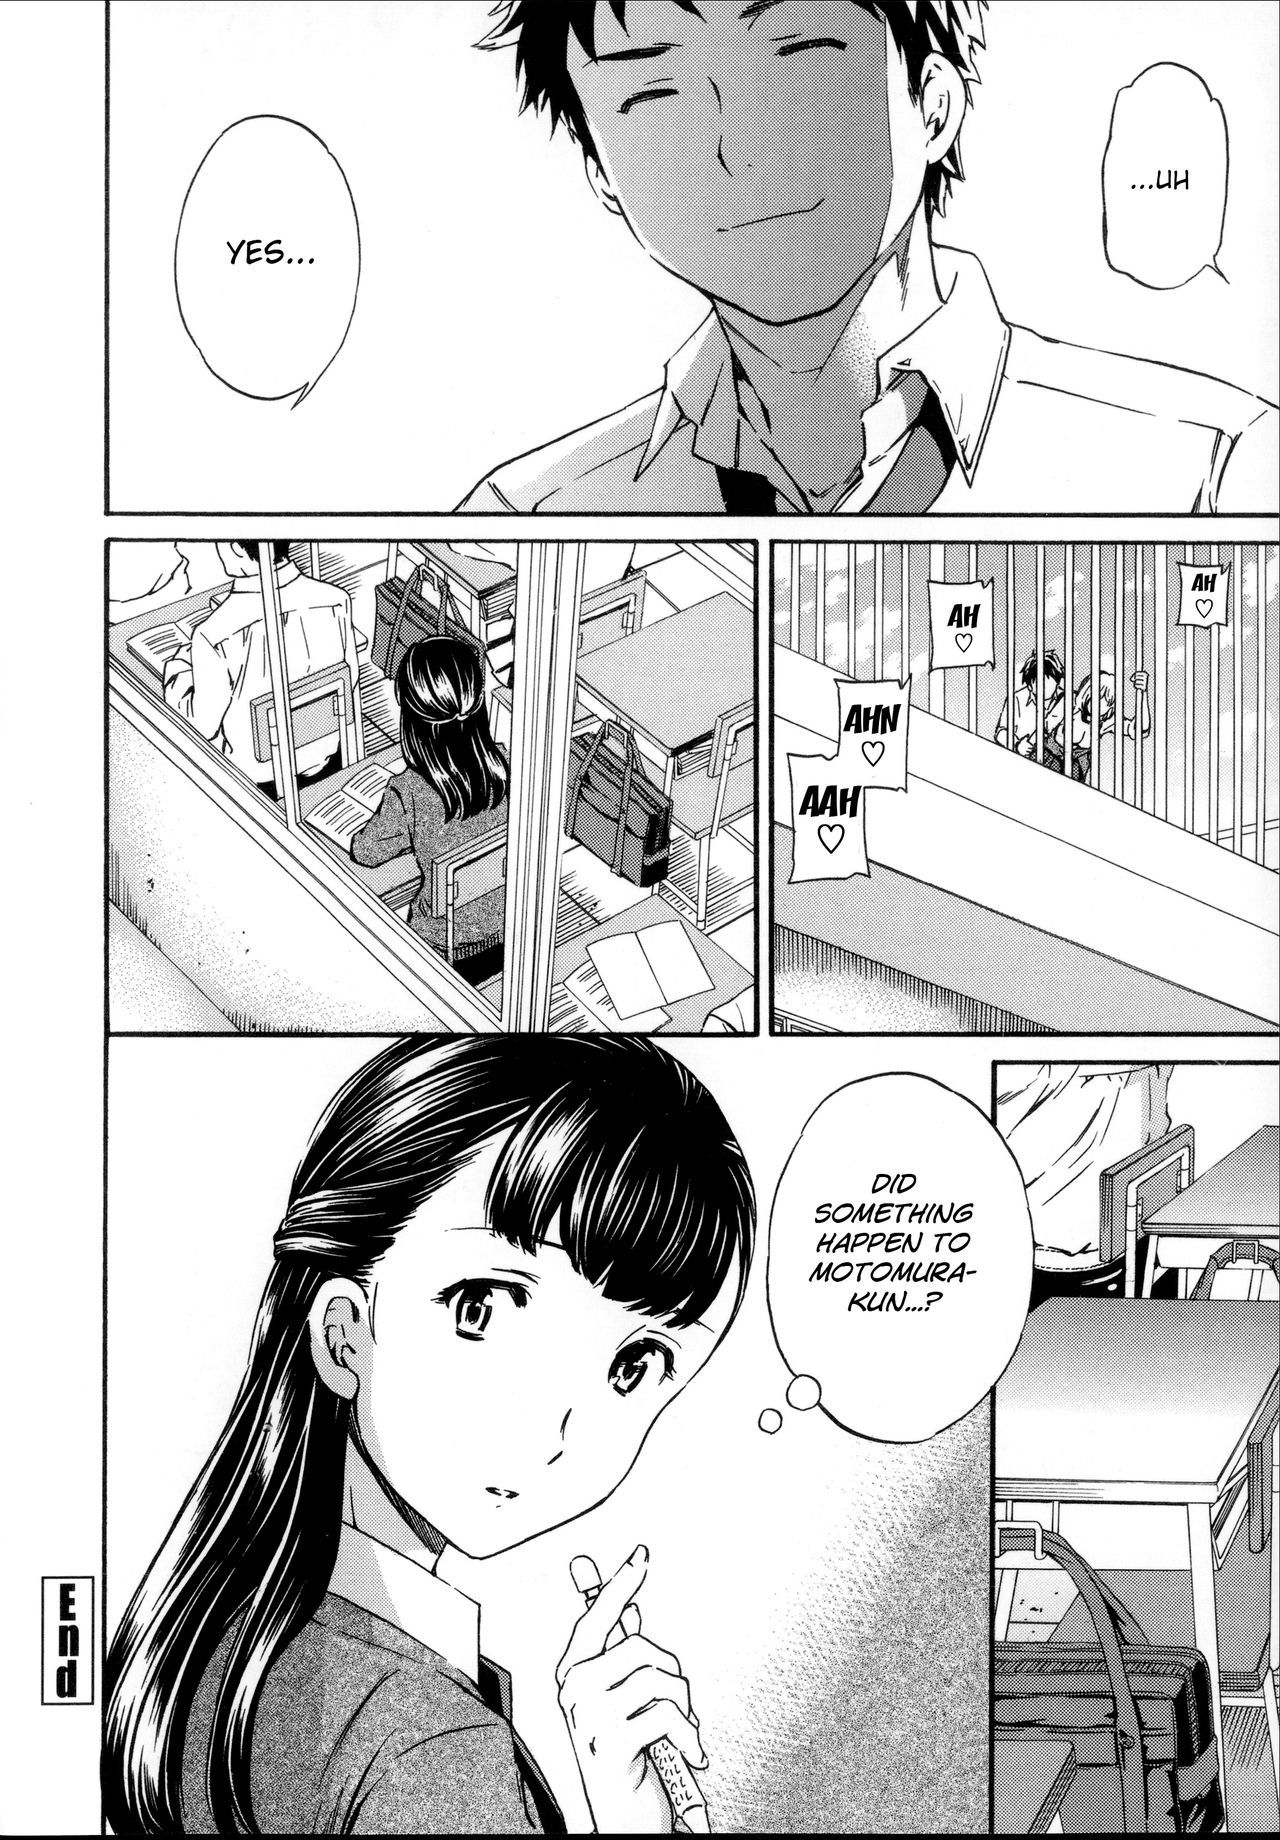 ...UH
YES...
AH
♡
AH
♡
AHN
♡
AAH
♡
DID
SOMETHING
HAPPEN TO
MOTOMURA-
KUN...?
End